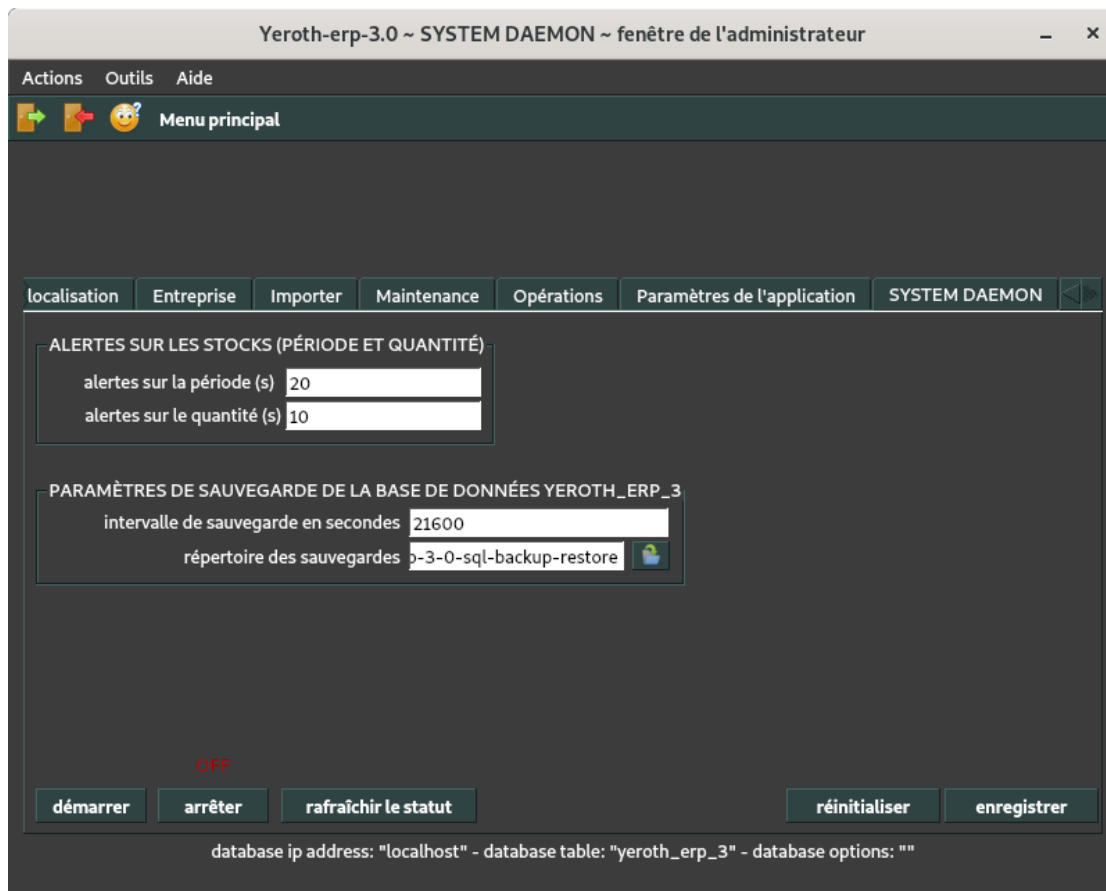 Yeroth-erp-3.0 ~ SYSTEM DAEMON ~ fenêtre de l'administrateur
Actions Outils Aide
Menu principal
localisation Entreprise Importer Maintenance Opérations Paramètres de l'application SYSTEM DAEMON
ALERTES SUR LES STOCKS (PÉRIODE ET QUANTITÉ)
alertes sur la période (s) 20
alertes sur le quantité (s) 10
PARAMÈTRES DE SAUVEGARDE DE LA BASE DE DONNÉES YEROTH_ERP_3
intervalle de sauvegarde en secondes 21600
répertoire des sauvegardes -3-0-sql-backup-restore
OFF
démarrer arrêter rafraîchir le statut réinitialiser enregistrer
database ip address: "localhost" - database table: "yeroth_erp_3" - database options: ""